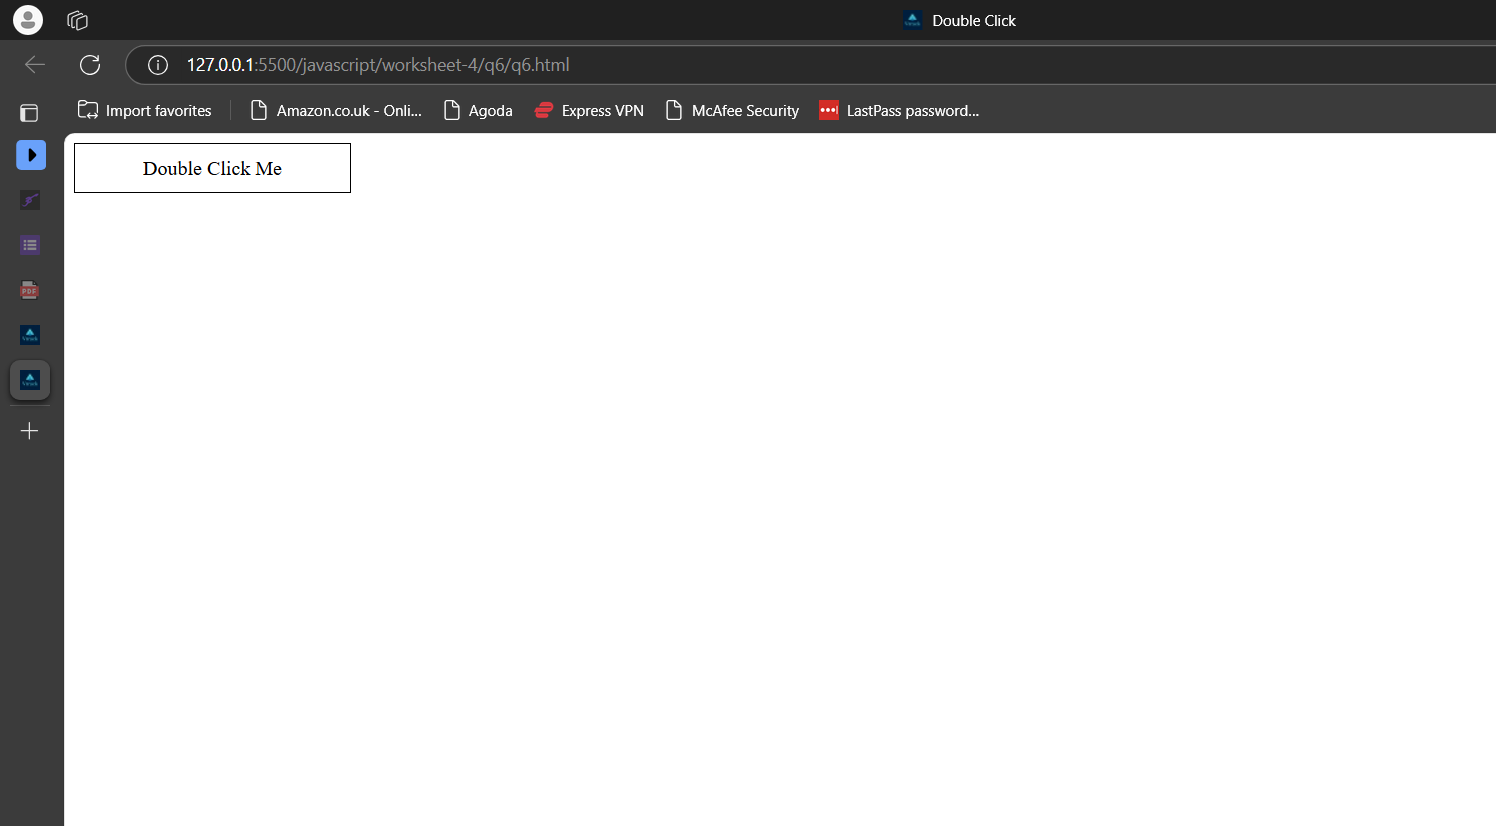 Double Click
127.0.0.1:5500/javascript/worksheet-4/q6/q6.html
Import favorites
Amazon.co.uk - Onli...
Agoda
Express VPN
McAfee Security
LastPass password...
Double Click Me
PDF